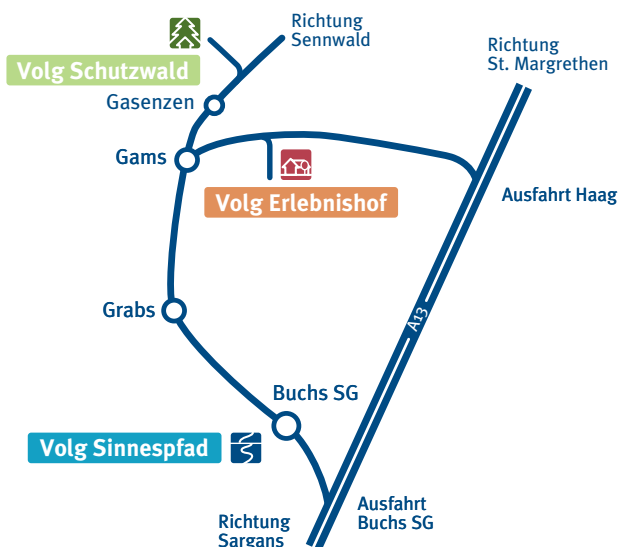 Richtung
Sennwald
Richtung
St. Margrethen
Volg Schutzwald
Gasenzen
Gams
Volg Erlebnishof
Ausfahrt Haag
Grabs
A13
Buchs SG
Volg Sinnespfad
Ausfahrt
Buchs SG
Richtung
Sargans